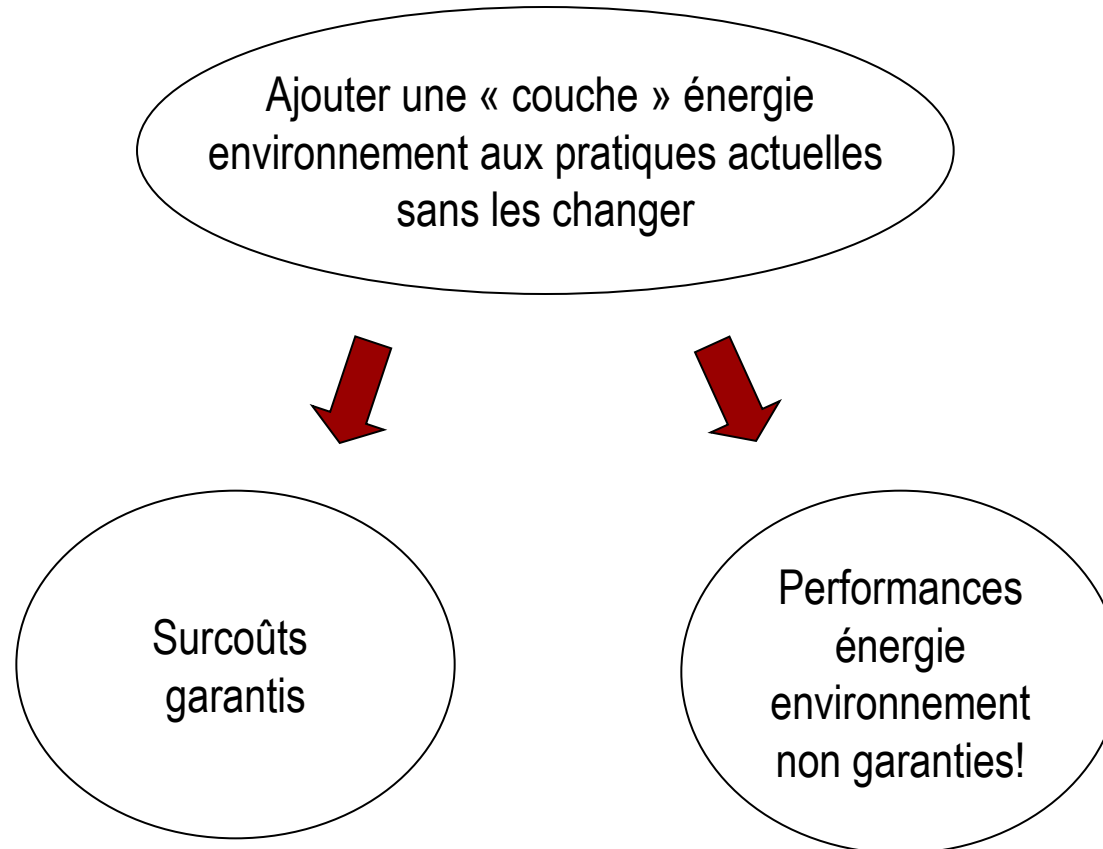 Ajouter une « couche » énergie
environnement aux pratiques actuelles
sans les changer
Surcoûts
garantis
Performances
énergie
environnement
non garanties!